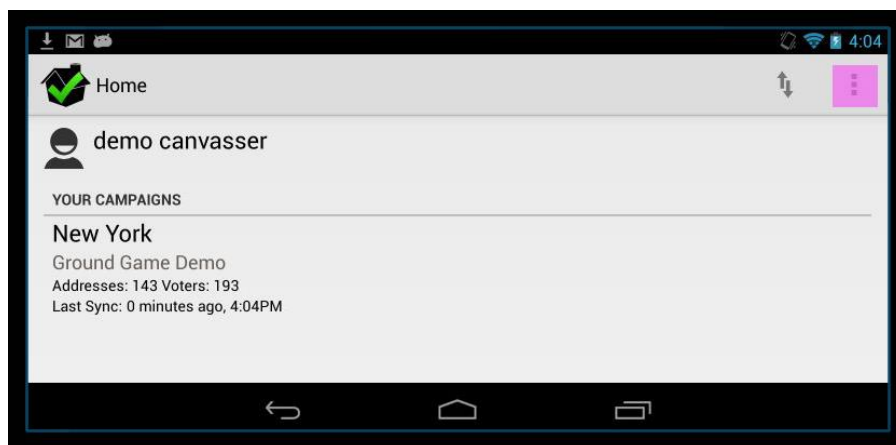 4:04
Home
demo canvasser
YOUR CAMPAIGNS
New York
Ground Game Demo
Addresses: 143 Voters: 193
Last Sync: 0 minutes ago, 4:04PM